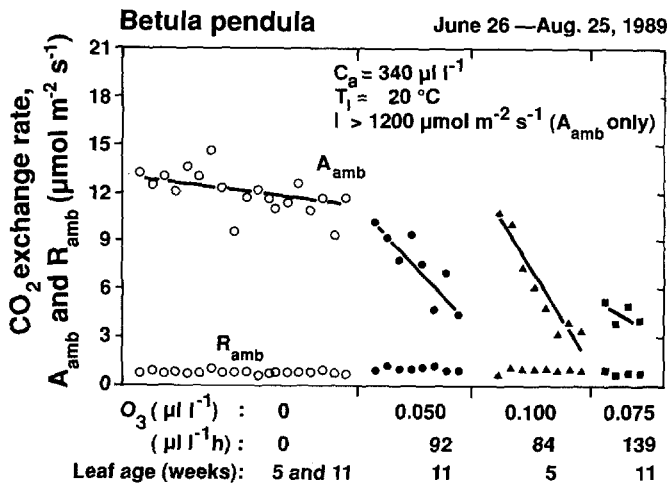 Betula pendula June 26 — Aug. 25, 1989
CO2 exchange rate,
Aamb and Ramb (µmol m-2 s-1)
21
18
15
12
9
6
3
0
Ca = 340 µl l-1
Tl = 20 °C
I > 1200 µmol m-2 s-1 (Aamb only)
Aamb
Ramb
O3 ( µl l-1) : 0 0.050 0.100 0.075
( µl l-1h) : 0 92 84 139
Leaf age (weeks): 5 and 11 11 5 11